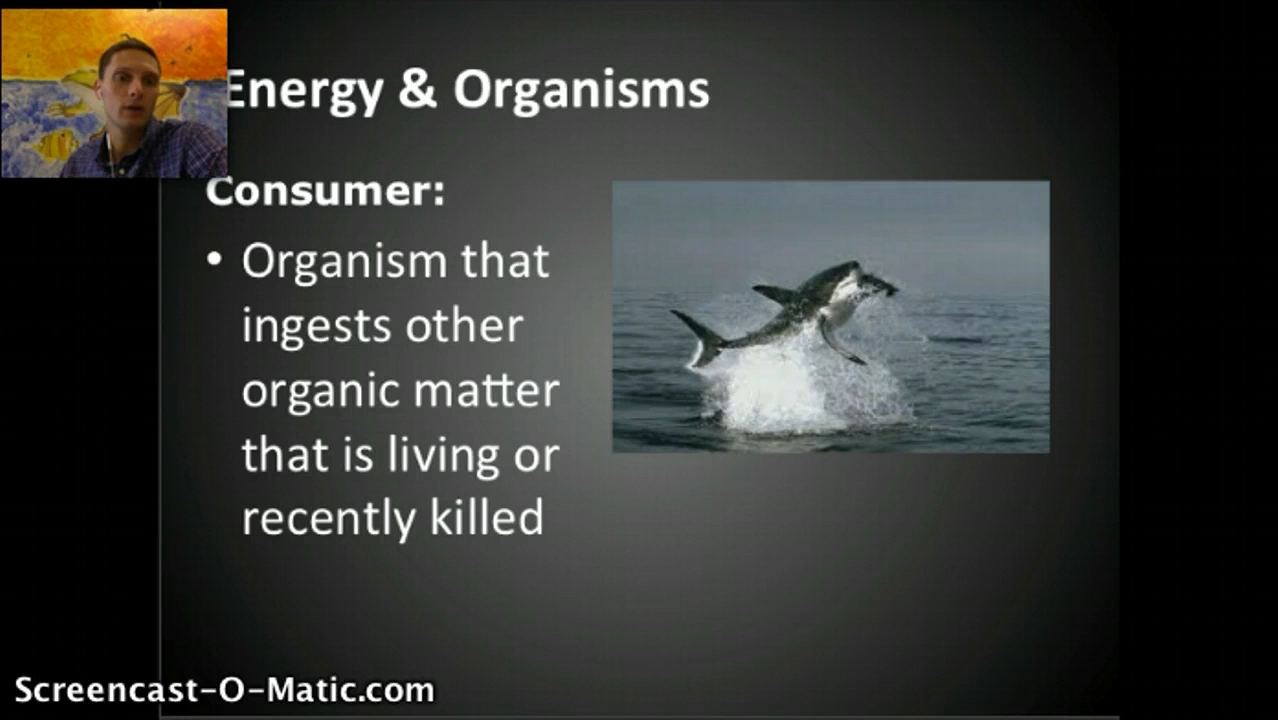 Energy & Organisms
Consumer:
• Organism that
ingests other
organic matter
that is living or
recently killed
Screencast-O-Matic.com